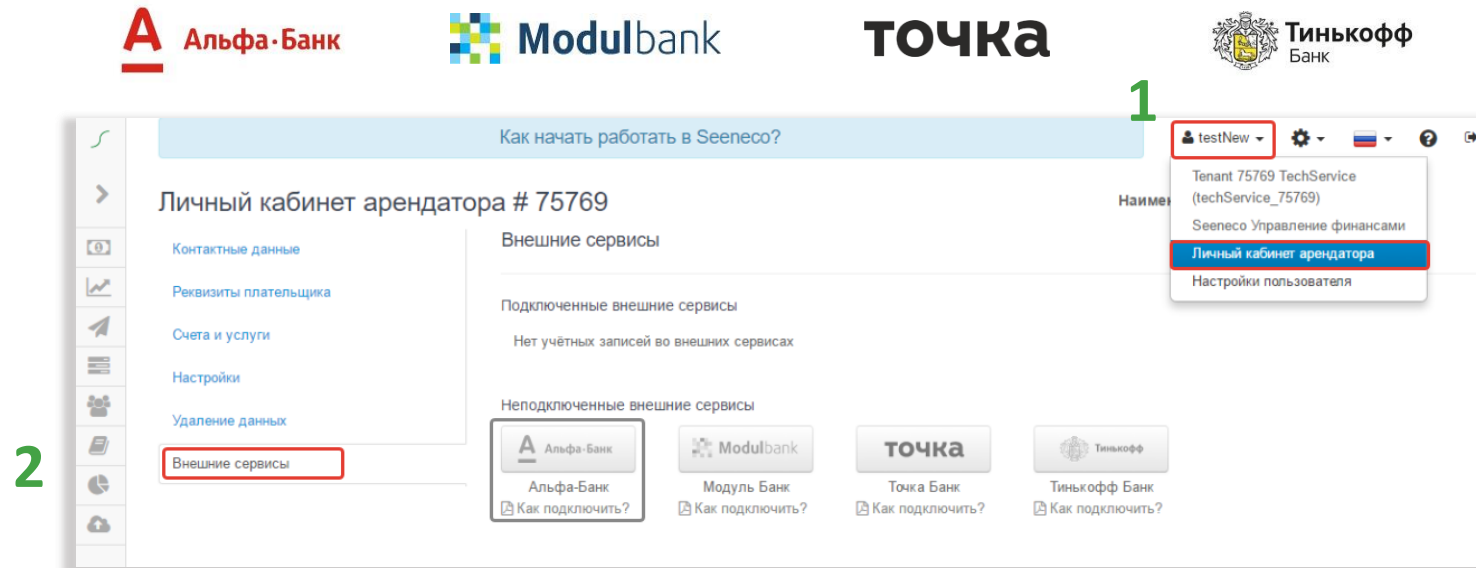 Альфа·Банк
Modulbank
точка
Тинькофф
Банк
1
Как начать работать в Seeneco?
testNew
Tenant 75769 TechService
(techService_75769)
Seeneco Управление финансами
Личный кабинет арендатора
Настройки пользователя
Личный кабинет арендатора # 75769
Контактные данные
Реквизиты плательщика
Счета и услуги
Настройки
Удаление данных
2
Внешние сервисы
Внешние сервисы
Подключенные внешние сервисы
Нет учётных записей во внешних сервисах
Неподключенные внешние сервисы
Альфа·Банк
Modulbank
точка
Тинькофф
Альфа-Банк
Модуль Банк
Точка Банк
Тинькофф Банк
Как подключить?
Как подключить?
Как подключить?
Как подключить?